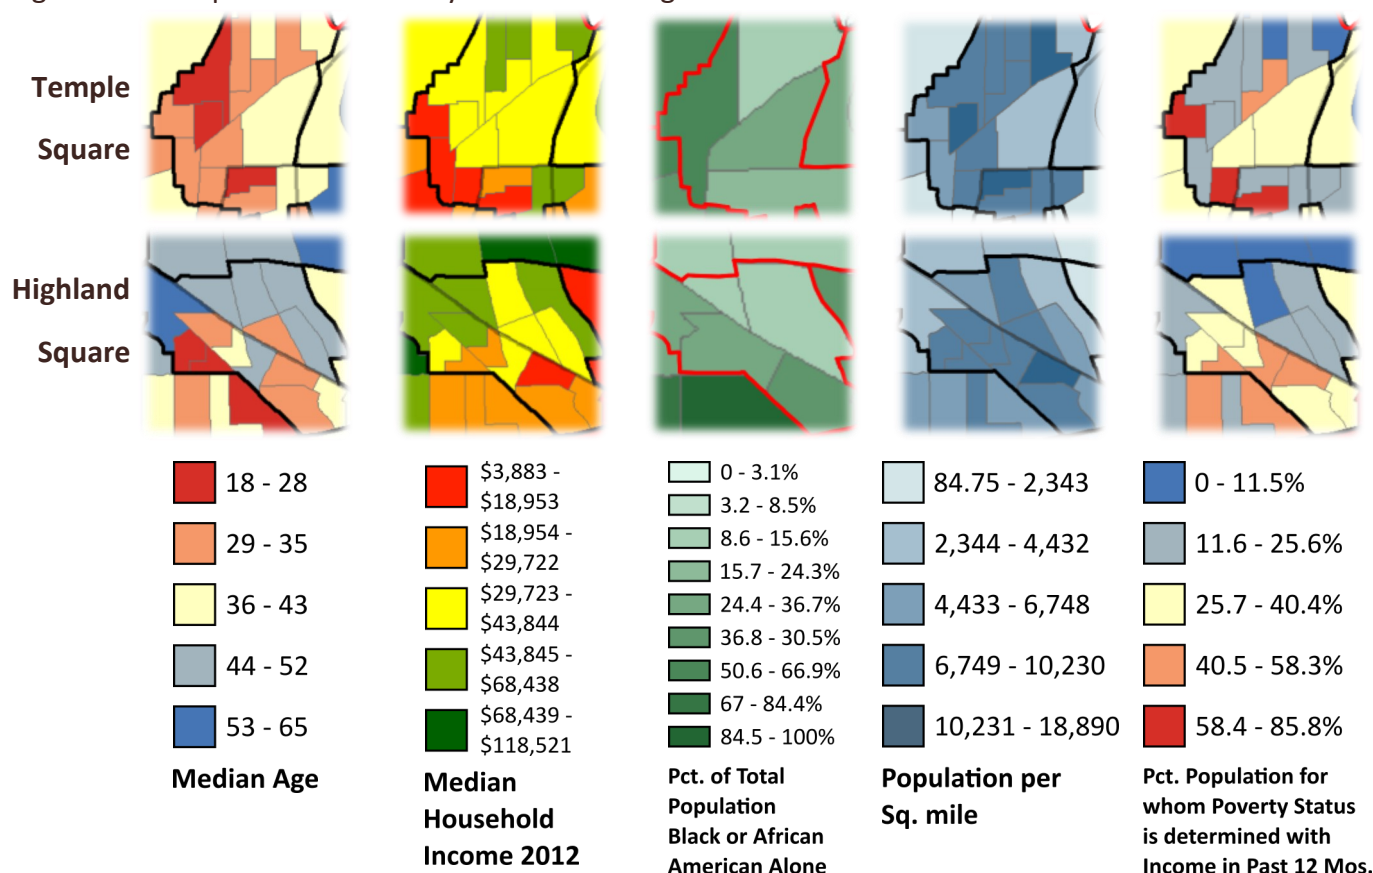 Temple
Square
Highland
Square
18 - 28
29 - 35
36 - 43
44 - 52
53 - 65
Median Age
$3,883 -
$18,953
$18,954 -
$29,722
$29,723 -
$43,844
$43,845 -
$68,438
$68,439 -
$118,521
Median
Household
Income 2012
0 - 3.1%
3.2 - 8.5%
8.6 - 15.6%
15.7 - 24.3%
24.4 - 36.7%
36.8 - 30.5%
50.6 - 66.9%
67 - 84.4%
84.5 - 100%
Pct. of Total
Population
Black or African
American Alone
84.75 - 2,343
2,344 - 4,432
4,433 - 6,748
6,749 - 10,230
10,231 - 18,890
Population per
Sq. mile
0 - 11.5%
11.6 - 25.6%
25.7 - 40.4%
40.5 - 58.3%
58.4 - 85.8%
Pct. Population for
whom Poverty Status
is determined with
Income in Past 12 Mos.